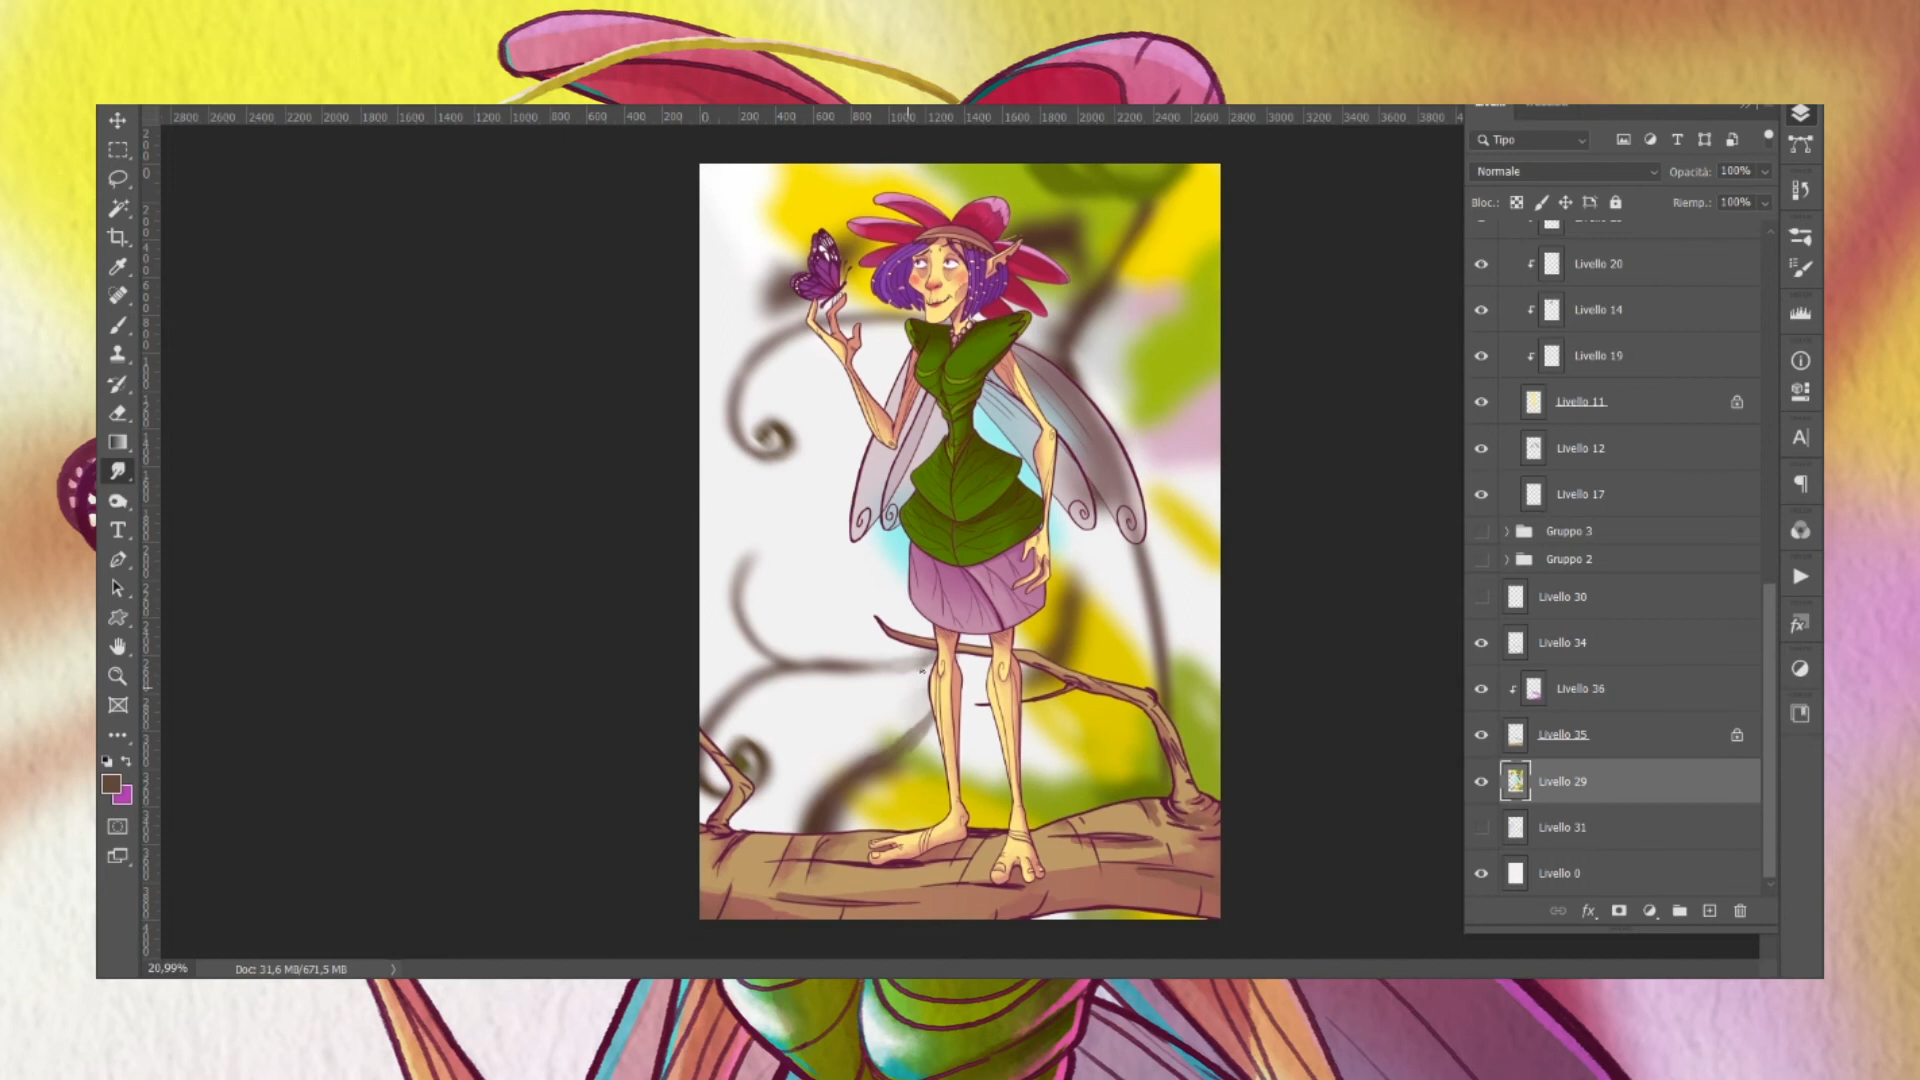 2800 2600 2400 2200 2000 1800 1600 1400 1200 1000 800 600 400 200 0 200 400 600 800 1000 1200 1400 1600 1800 2000 2200 2400 2600 2800 3000 3200 3400 3600 3800 4
Tipo
Normale
Opacità: 100%
Bloc.:
Riemp.: 100%
Livello 20
Livello 14
Livello 19
Livello 11
Livello 12
Livello 17
Gruppo 3
Gruppo 2
Livello 30
Livello 34
Livello 36
Livello 35
Livello 29
Livello 31
Livello 0
fx
20,99%
Doc: 31,6 MB/671,5 MB